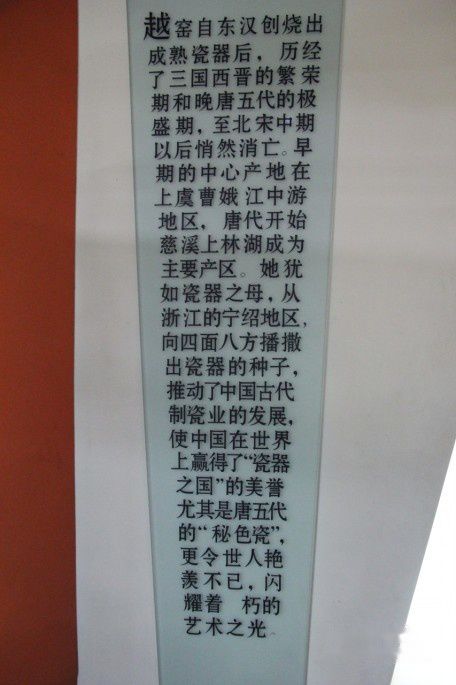 越窑自东汉创烧出
成熟瓷器后，历经
了三国西晋的繁荣
期和晚唐五代的极
盛期，至北宋中期
以后悄然消亡。早
期的中心产地在
上虞曹娥江中游
地区，唐代开始
慈溪上林湖成为
主要产区。她犹
如瓷器之母，从
浙江的宁绍地区，
向四面八方播撒
出瓷器的种子，
推动了中国古代
制瓷业的发展，
使中国在世界
上赢得了“瓷器
之国”的美誉
尤其是唐五代
的“秘色瓷”，
更令世人艳
羡不已，闪
耀着 朽的
艺术之光